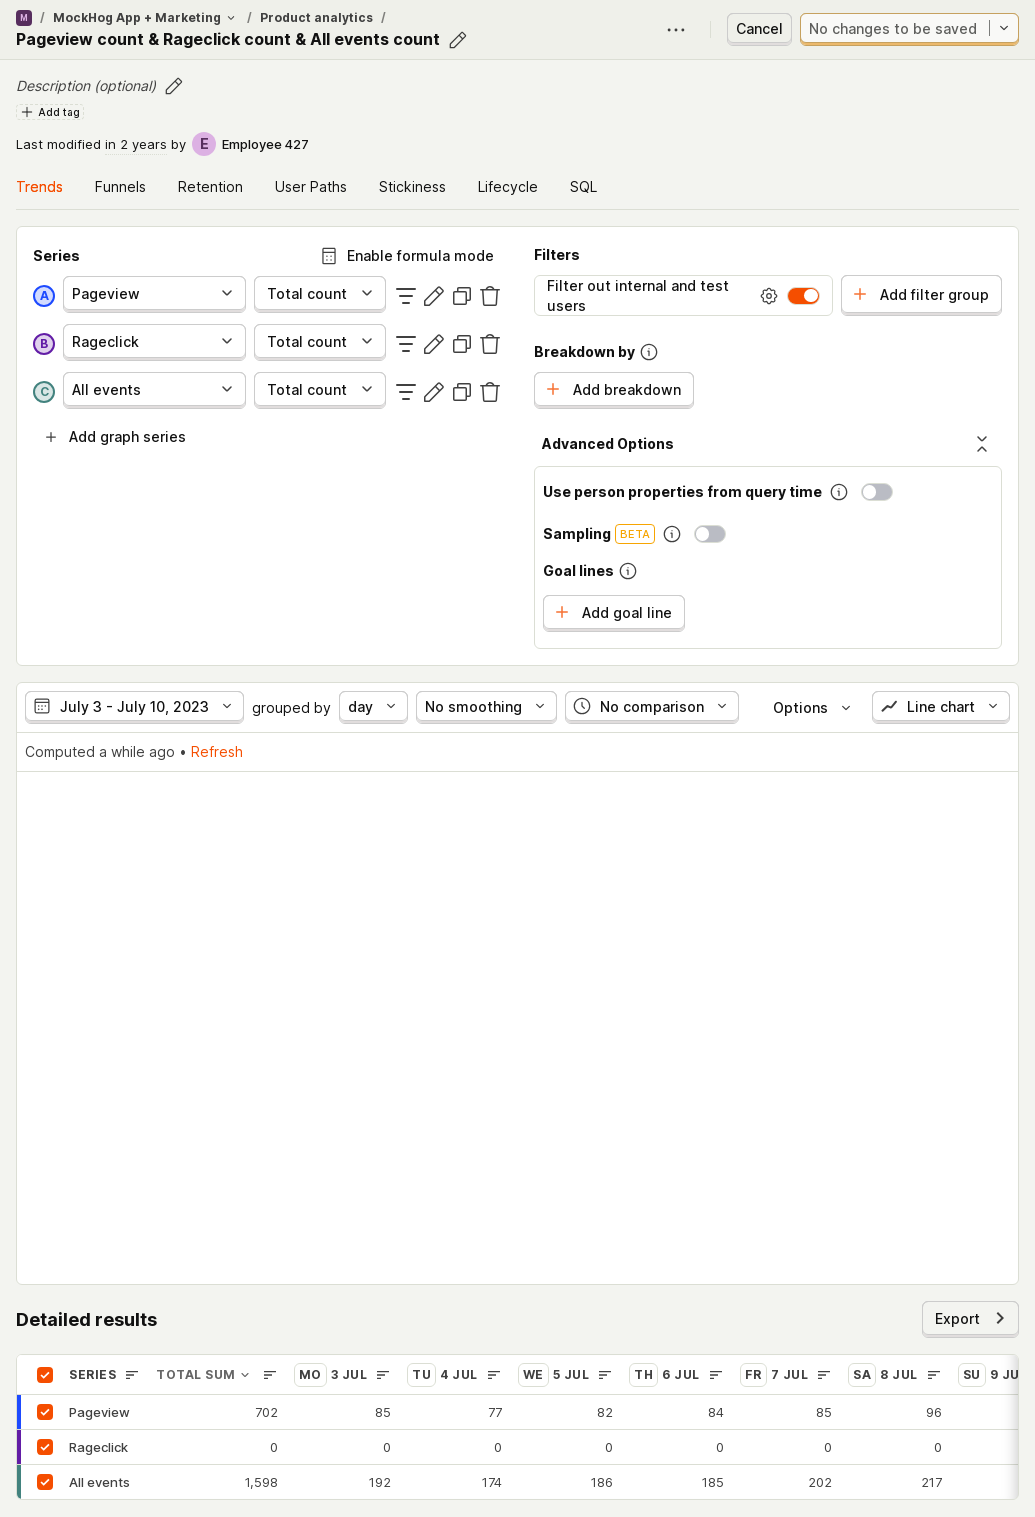 M / MockHog App + Marketing / Product analytics /
Pageview count & Rageclick count & All events count
Cancel
No changes to be saved
Description (optional)
Add tag
Last modified in 2 years by E Employee 427
Trends Funnels Retention User Paths Stickiness Lifecycle SQL
Series
Enable formula mode
A Pageview Total count
B Rageclick Total count
C All events Total count
Add graph series
Filters
Filter out internal and test
users
Add filter group
Breakdown by
Add breakdown
Advanced Options
Use person properties from query time
Sampling BETA
Goal lines
Add goal line
July 3 - July 10, 2023 grouped by day No smoothing No comparison Options Line chart
Computed a while ago • Refresh
Detailed results
Export
SERIES TOTAL SUM MO 3 JUL TU 4 JUL WE 5 JUL TH 6 JUL FR 7 JUL SA 8 JUL SU 9 JU
Pageview 702 85 77 82 84 85 96
Rageclick 0 0 0 0 0 0 0
All events 1,598 192 174 186 185 202 217